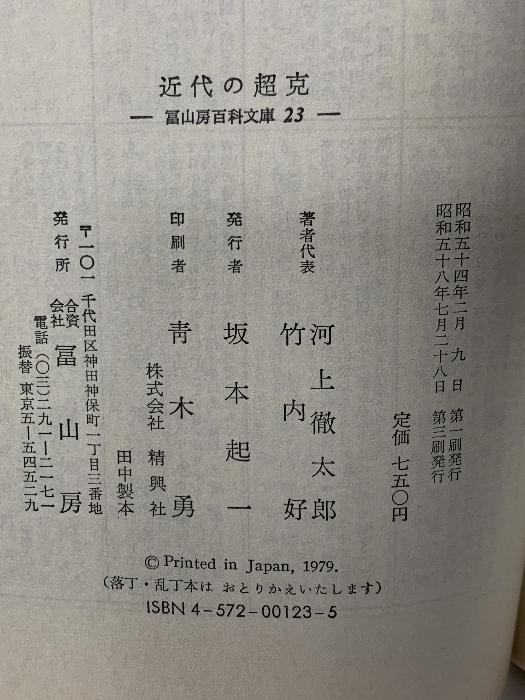 近代の超克
― 冨山房百科文庫 23 ―
昭和五十四年二月 九 日 第一刷発行
昭和五十八年七月二十八日 第三刷発行
定価 七五〇円
著者代表 河上徹太郎
竹内好
発行者 坂本起一
印刷者 青木勇
株式会社 精興社
田中製本
〒一〇一 千代田区神田神保町一丁目三番地
発行所 合資会社 冨山房
電話 (〇三)二九一―二一七一
振替 東京五―五四五二九
© Printed in Japan, 1979.
(落丁・乱丁本は おとりかえいたします)
ISBN 4-572-00123-5